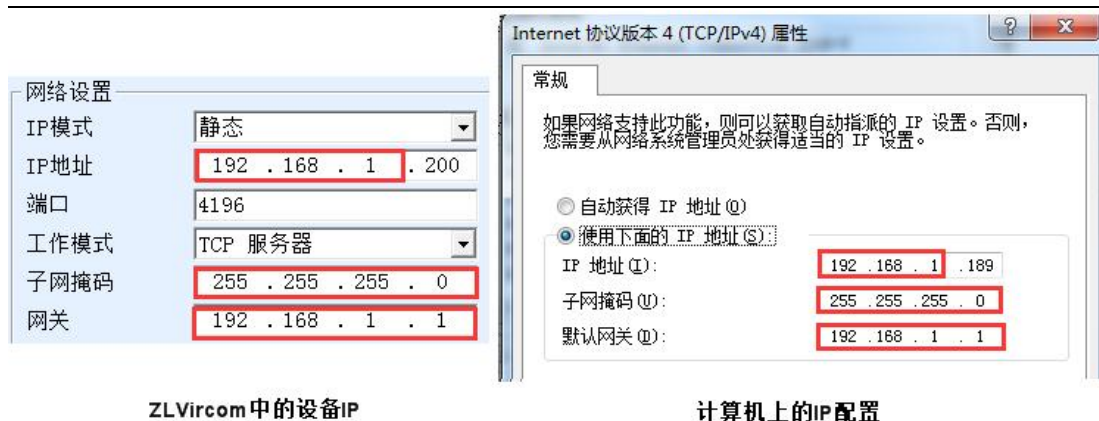 网络设置
IP模式 静态
IP地址 192 . 168 . 1 . 200
端口 4196
工作模式 TCP 服务器
子网掩码 255 . 255 . 255 . 0
网关 192 . 168 . 1 . 1
ZLVircom中的设备IP
Internet 协议版本 4 (TCP/IPv4) 属性
常规
如果网络支持此功能，则可以获取自动指派的 IP 设置。否则，
您需要从网络系统管理员处获得适当的 IP 设置。
自动获得 IP 地址(O)
使用下面的 IP 地址(S):
IP 地址(I): 192 .168 . 1 .189
子网掩码(U): 255 .255 .255 . 0
默认网关(D): 192 .168 . 1 . 1
计算机上的IP配置